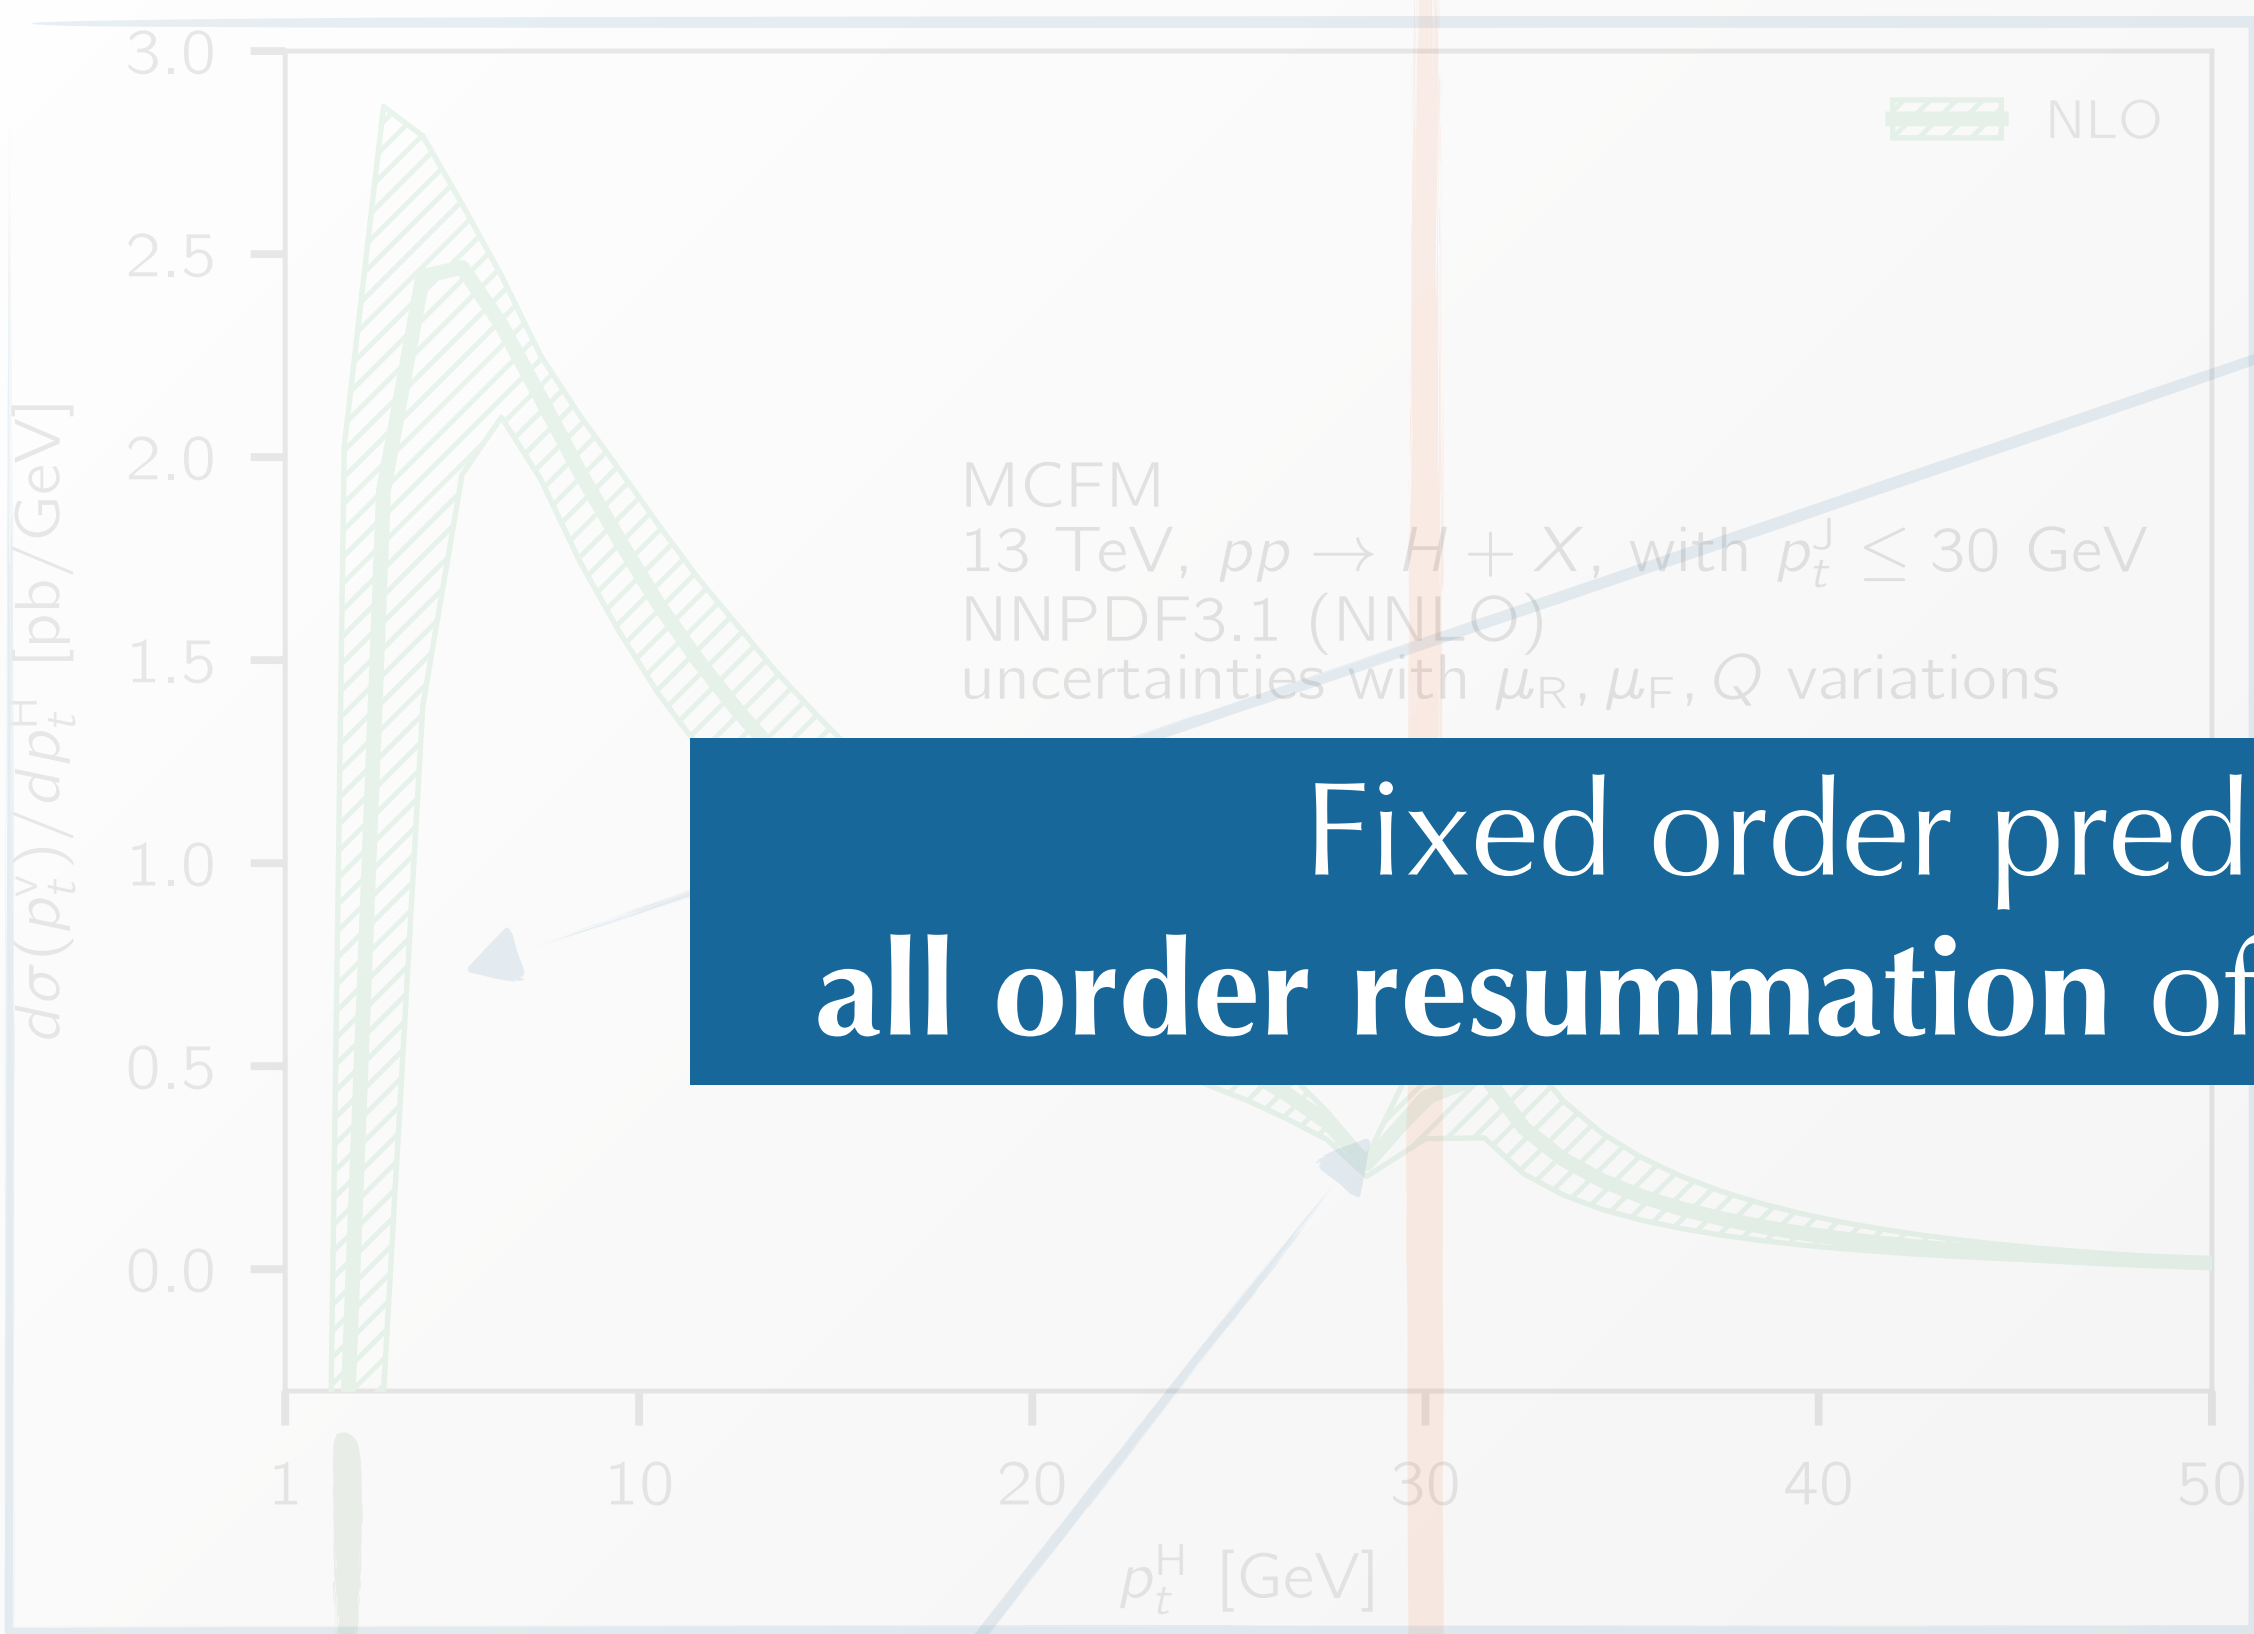 3.0
NLO
2.5
2.0
MCFM
13 TeV, pp → H + X, with p_t^J ≤ 30 GeV
NNPDF3.1 (NNLO)
uncertainties with μ_R, μ_F, Q variations
1.5
dσ(p_t^v)/dp_t^H [pb/GeV]
Fixed order pred
1.0
all order resummation of
0.5
0.0
1 10 20 30 40 50
p_t^H [GeV]